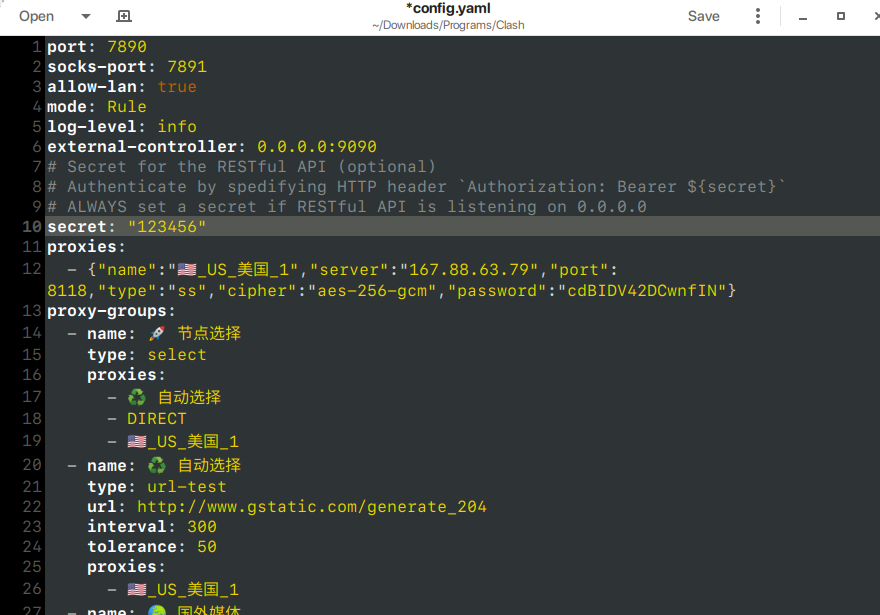 Open
*config.yaml
~/Downloads/Programs/Clash
Save
1 port: 7890
2 socks-port: 7891
3 allow-lan: true
4 mode: Rule
5 log-level: info
6 external-controller: 0.0.0.0:9090
7 # Secret for the RESTful API (optional)
8 # Authenticate by spedifying HTTP header `Authorization: Bearer ${secret}`
9 # ALWAYS set a secret if RESTful API is listening on 0.0.0.0
10 secret: "123456"
11 proxies:
12 - {"name":"🇺🇸_US_美国_1","server":"167.88.63.79","port":
8118,"type":"ss","cipher":"aes-256-gcm","password":"cdBIDV42DCwnfIN"}
13 proxy-groups:
14 - name: 🚀 节点选择
15 type: select
16 proxies:
17 - ♻️ 自动选择
18 - DIRECT
19 - 🇺🇸_US_美国_1
20 - name: ♻️ 自动选择
21 type: url-test
22 url: http://www.gstatic.com/generate_204
23 interval: 300
24 tolerance: 50
25 proxies:
26 - 🇺🇸_US_美国_1
27 - name: 🌍 国外媒体